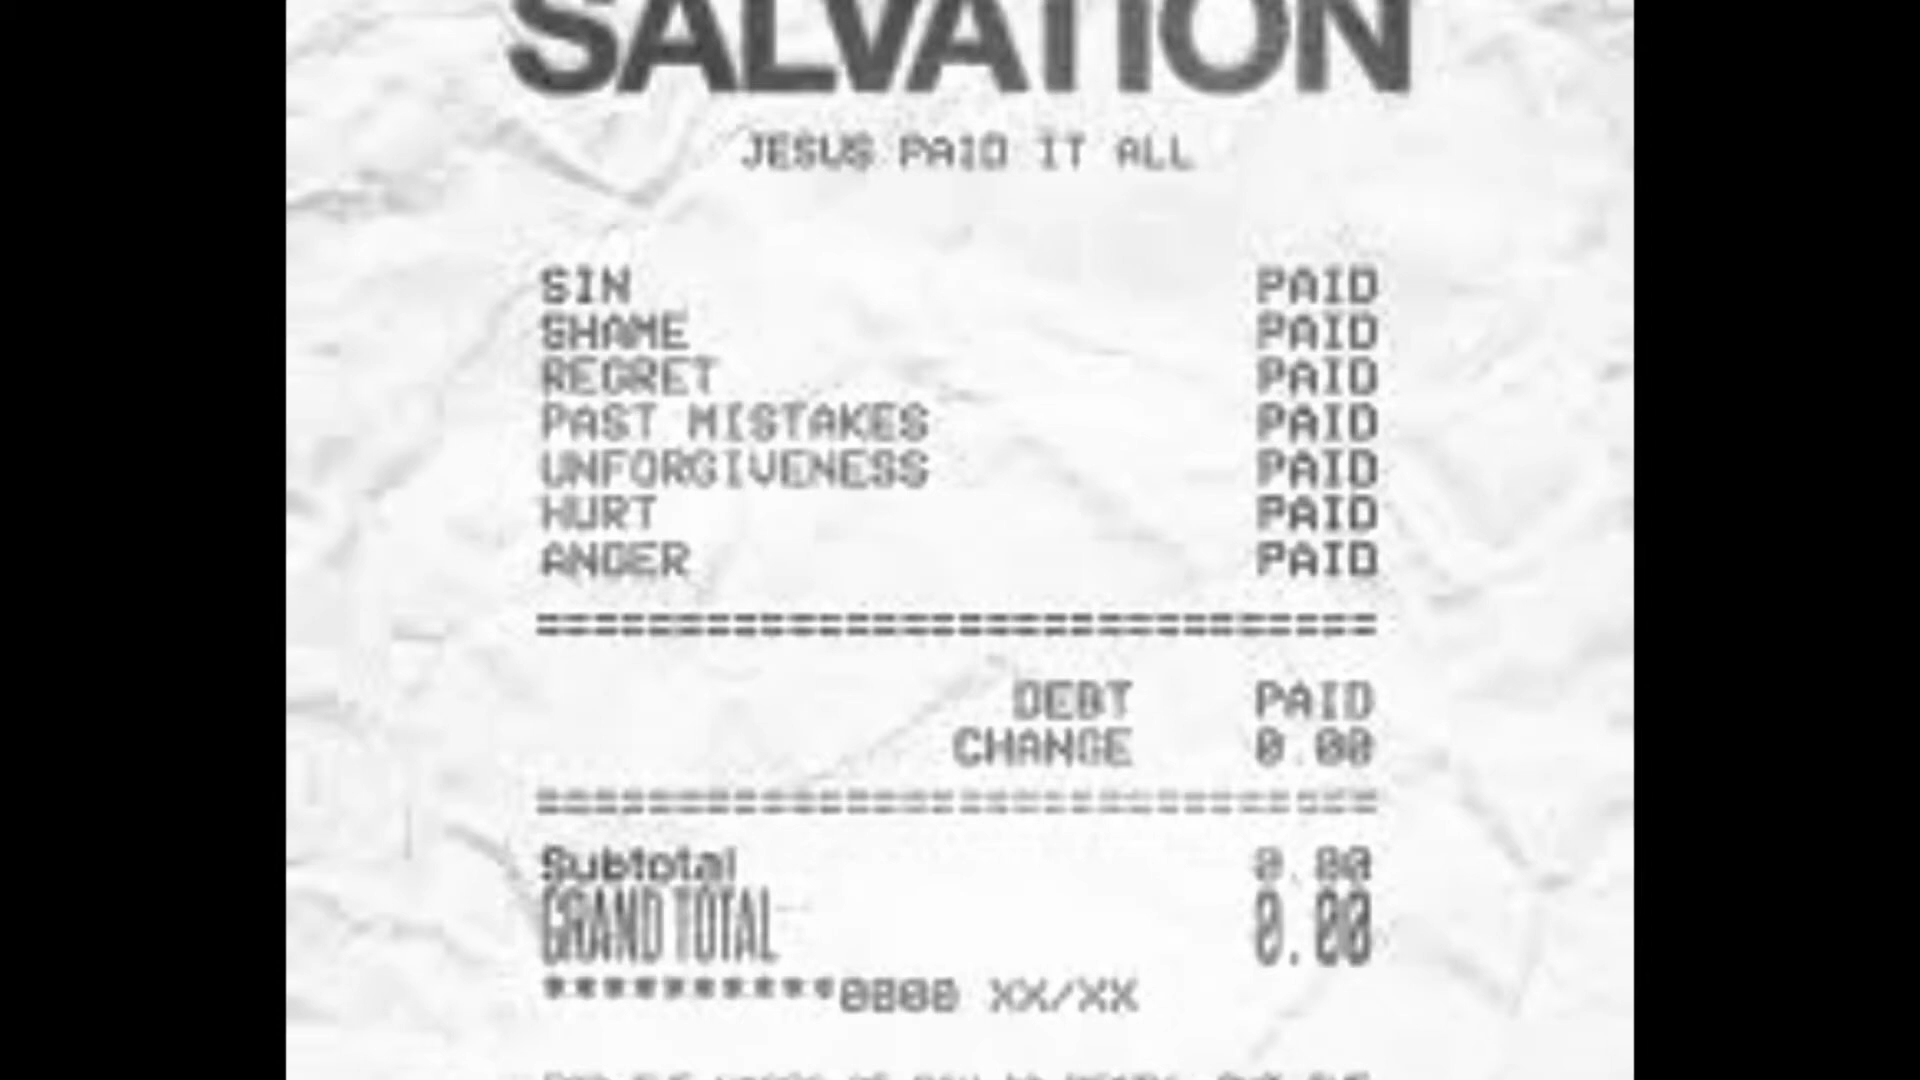 SALVATION
JESUS PAID IT ALL
SIN PAID
SHAME PAID
REGRET PAID
PAST MISTAKES PAID
UNFORGIVENESS PAID
HURT PAID
ANGER PAID
==============================
DEBT PAID
CHANGE 0.00
==============================
Subtotal 0.00
GRAND TOTAL 0.00
**********0000 XX/XX